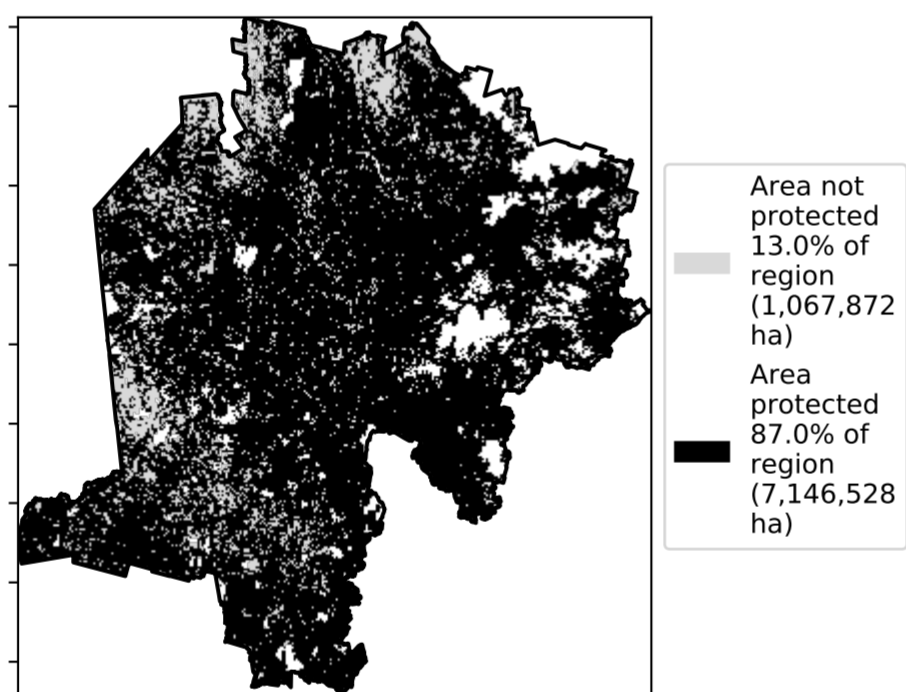 Area not
protected
13.0% of
region
(1,067,872
ha)
Area
protected
87.0% of
region
(7,146,528
ha)